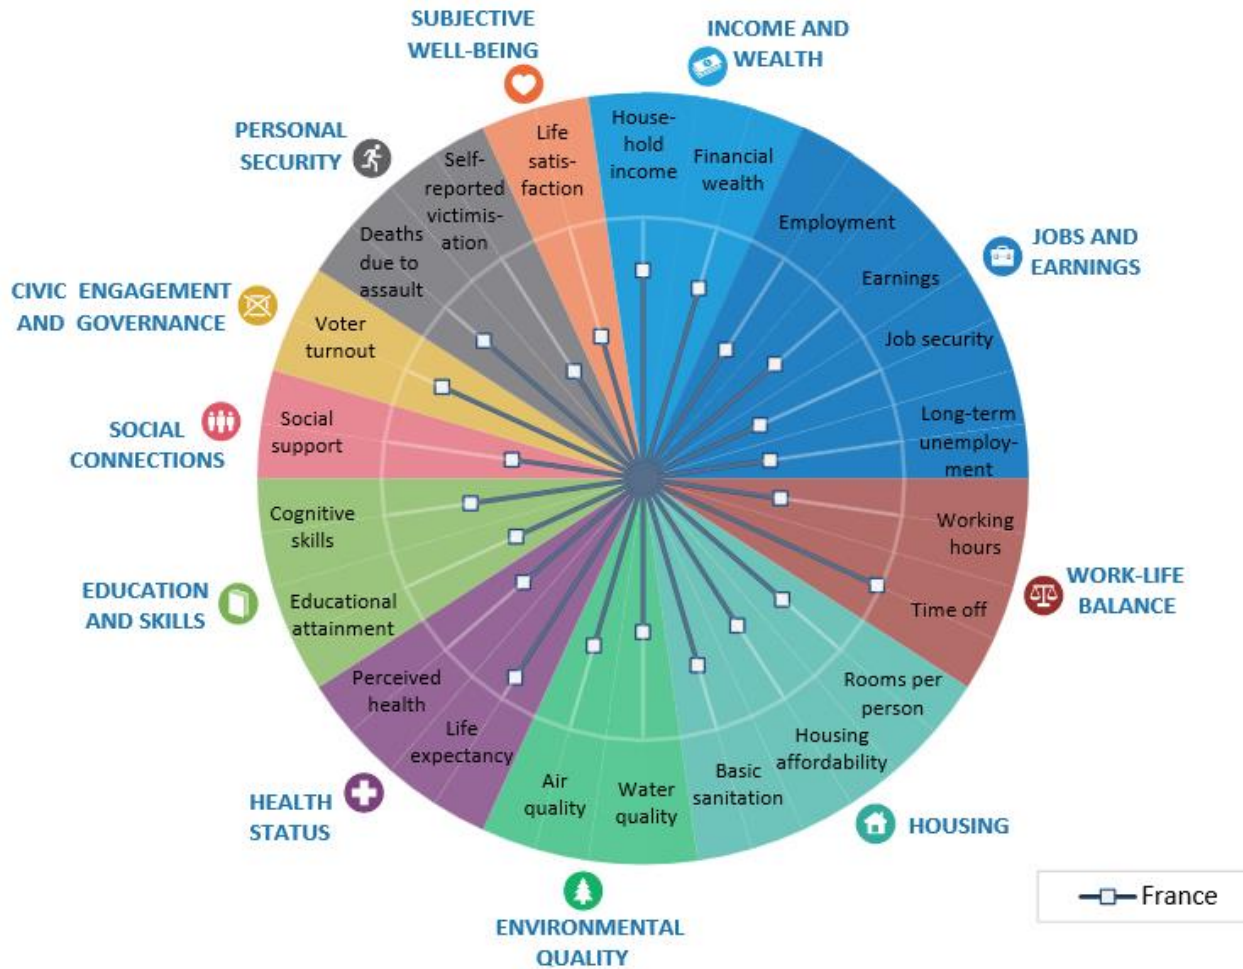 SUBJECTIVE
WELL-BEING
INCOME AND
WEALTH
PERSONAL
SECURITY
JOBS AND
EARNINGS
CIVIC ENGAGEMENT
AND GOVERNANCE
SOCIAL
CONNECTIONS
EDUCATION
AND SKILLS
WORK-LIFE
BALANCE
HEALTH
STATUS
HOUSING
ENVIRONMENTAL
QUALITY
House-
hold
income
Financial
wealth
Employment
Earnings
Job security
Long-term
unemploy-
ment
Working
hours
Time off
Rooms per
person
Housing
affordability
Basic
sanitation
Water
quality
Air
quality
Life
expectancy
Perceived
health
Educational
attainment
Cognitive
skills
Social
support
Voter
turnout
Deaths
due to
assault
Self-
reported
victimis-
ation
Life
satis-
faction
France